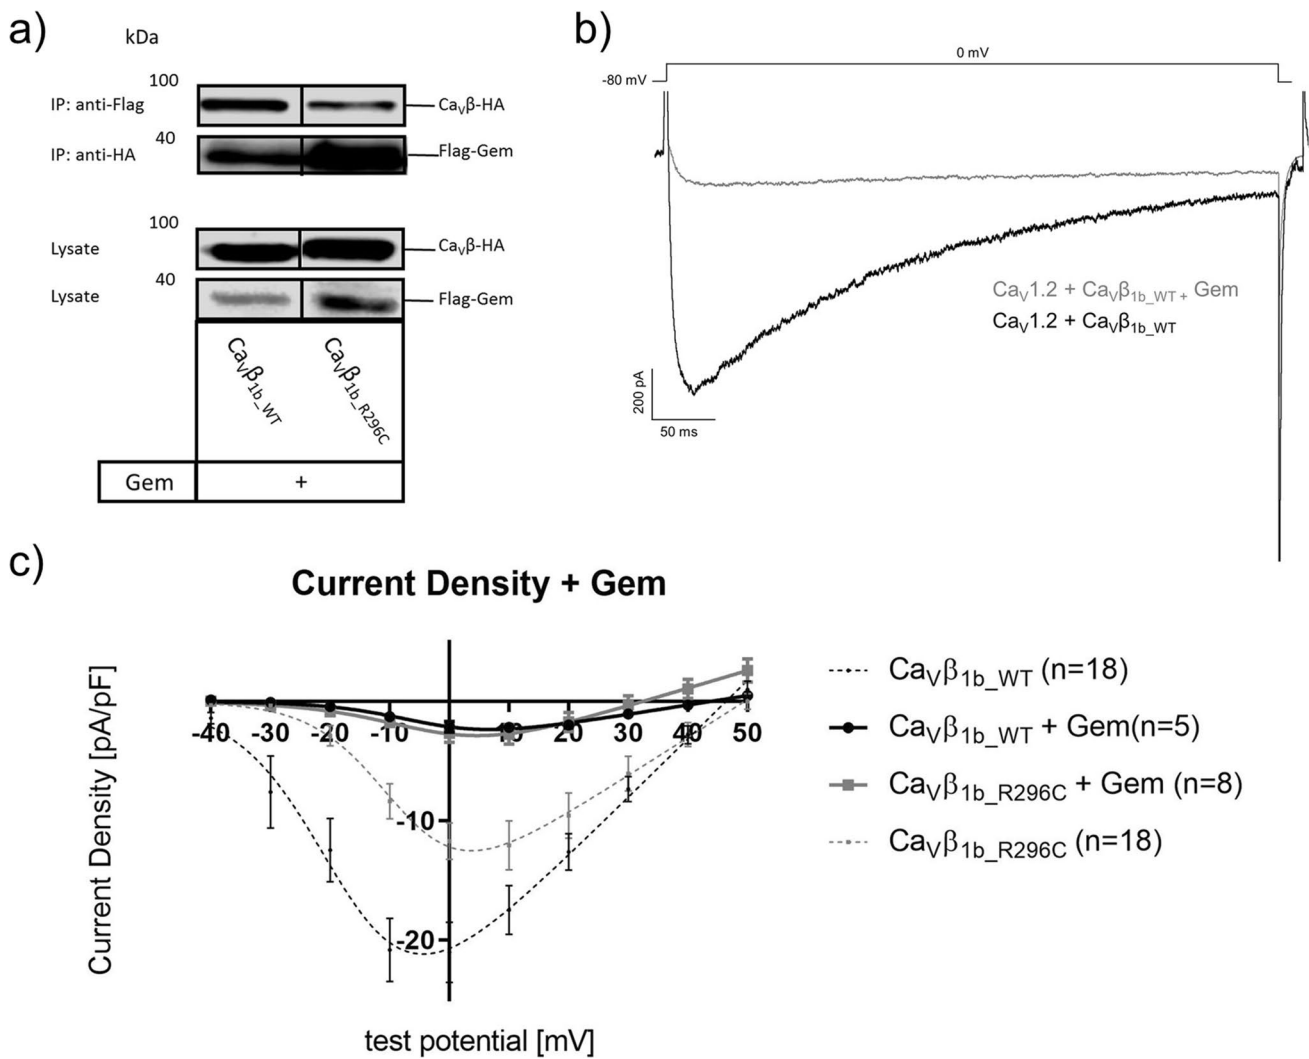 a)
kDa
100
IP: anti-Flag
CaVβ-HA
40
IP: anti-HA
Flag-Gem
100
Lysate
CaVβ-HA
40
Lysate
Flag-Gem
CaVβ1b_WT
CaVβ1b_R296C
Gem
+
b)
0 mV
-80 mV
CaV1.2 + CaVβ1b_WT + Gem
CaV1.2 + CaVβ1b_WT
200 pA
50 ms
c)
Current Density + Gem
Current Density [pA/pF]
-40 -30 -20 -10 10 20 30 40 50
-10
-20
test potential [mV]
CaVβ1b_WT (n=18)
CaVβ1b_WT + Gem(n=5)
CaVβ1b_R296C + Gem (n=8)
CaVβ1b_R296C (n=18)